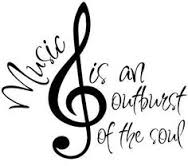 Music
is an
outburst
of the soul